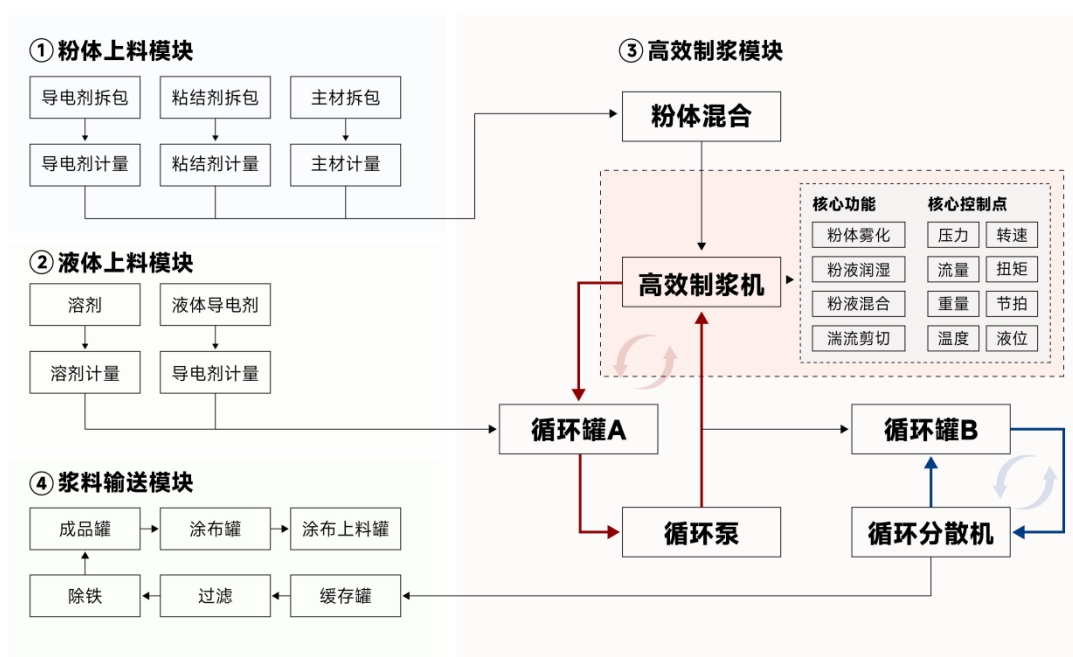 ①粉体上料模块
导电剂拆包 粘结剂拆包 主材拆包
导电剂计量 粘结剂计量 主材计量
②液体上料模块
溶剂 液体导电剂
溶剂计量 导电剂计量
④浆料输送模块
成品罐 涂布罐 涂布上料罐
除铁 过滤 缓存罐
③高效制浆模块
粉体混合
高效制浆机
核心功能
粉体雾化
粉液润湿
粉液混合
湍流剪切
核心控制点
压力 转速
流量 扭矩
重量 节拍
温度 液位
循环罐A 循环罐B
循环泵 循环分散机